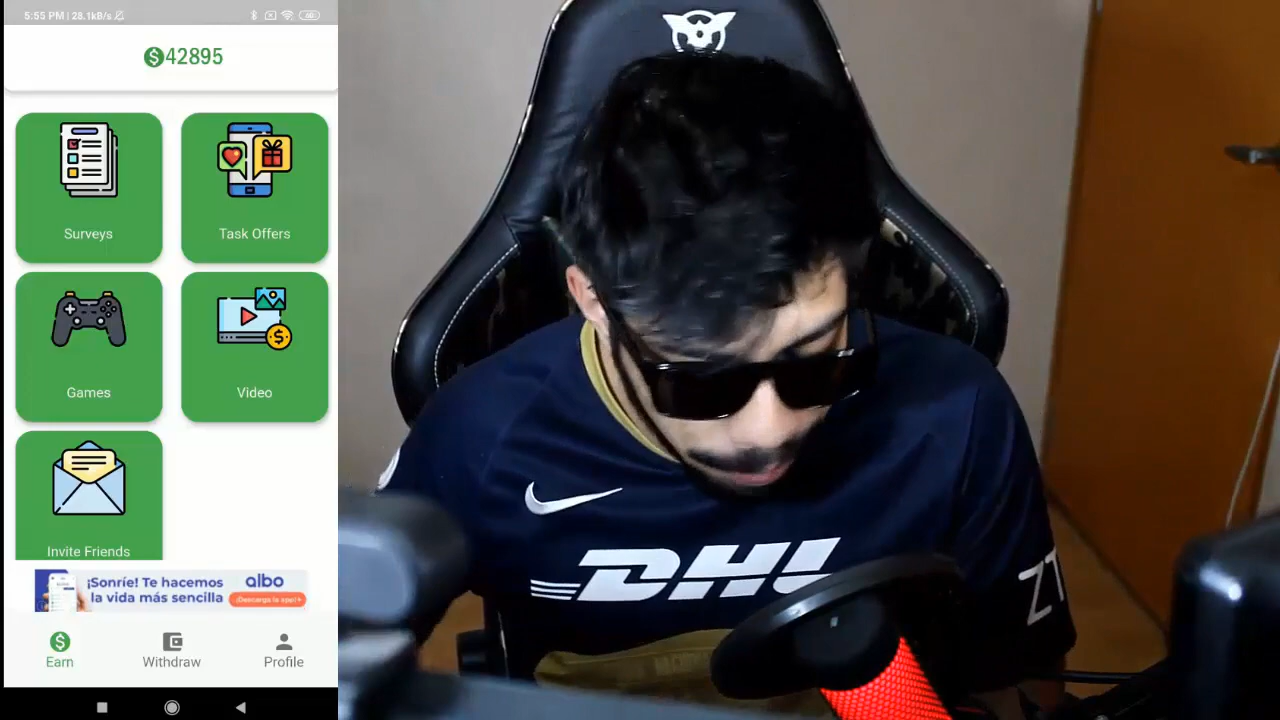 5:55 PM | 28.1kB/s
$42895
Surveys
Task Offers
Games
Video
Invite Friends
¡Sonríe! Te hacemos
la vida más sencilla
albo
¡Descarga la app!
Earn
Withdraw
Profile
DHL
ZT